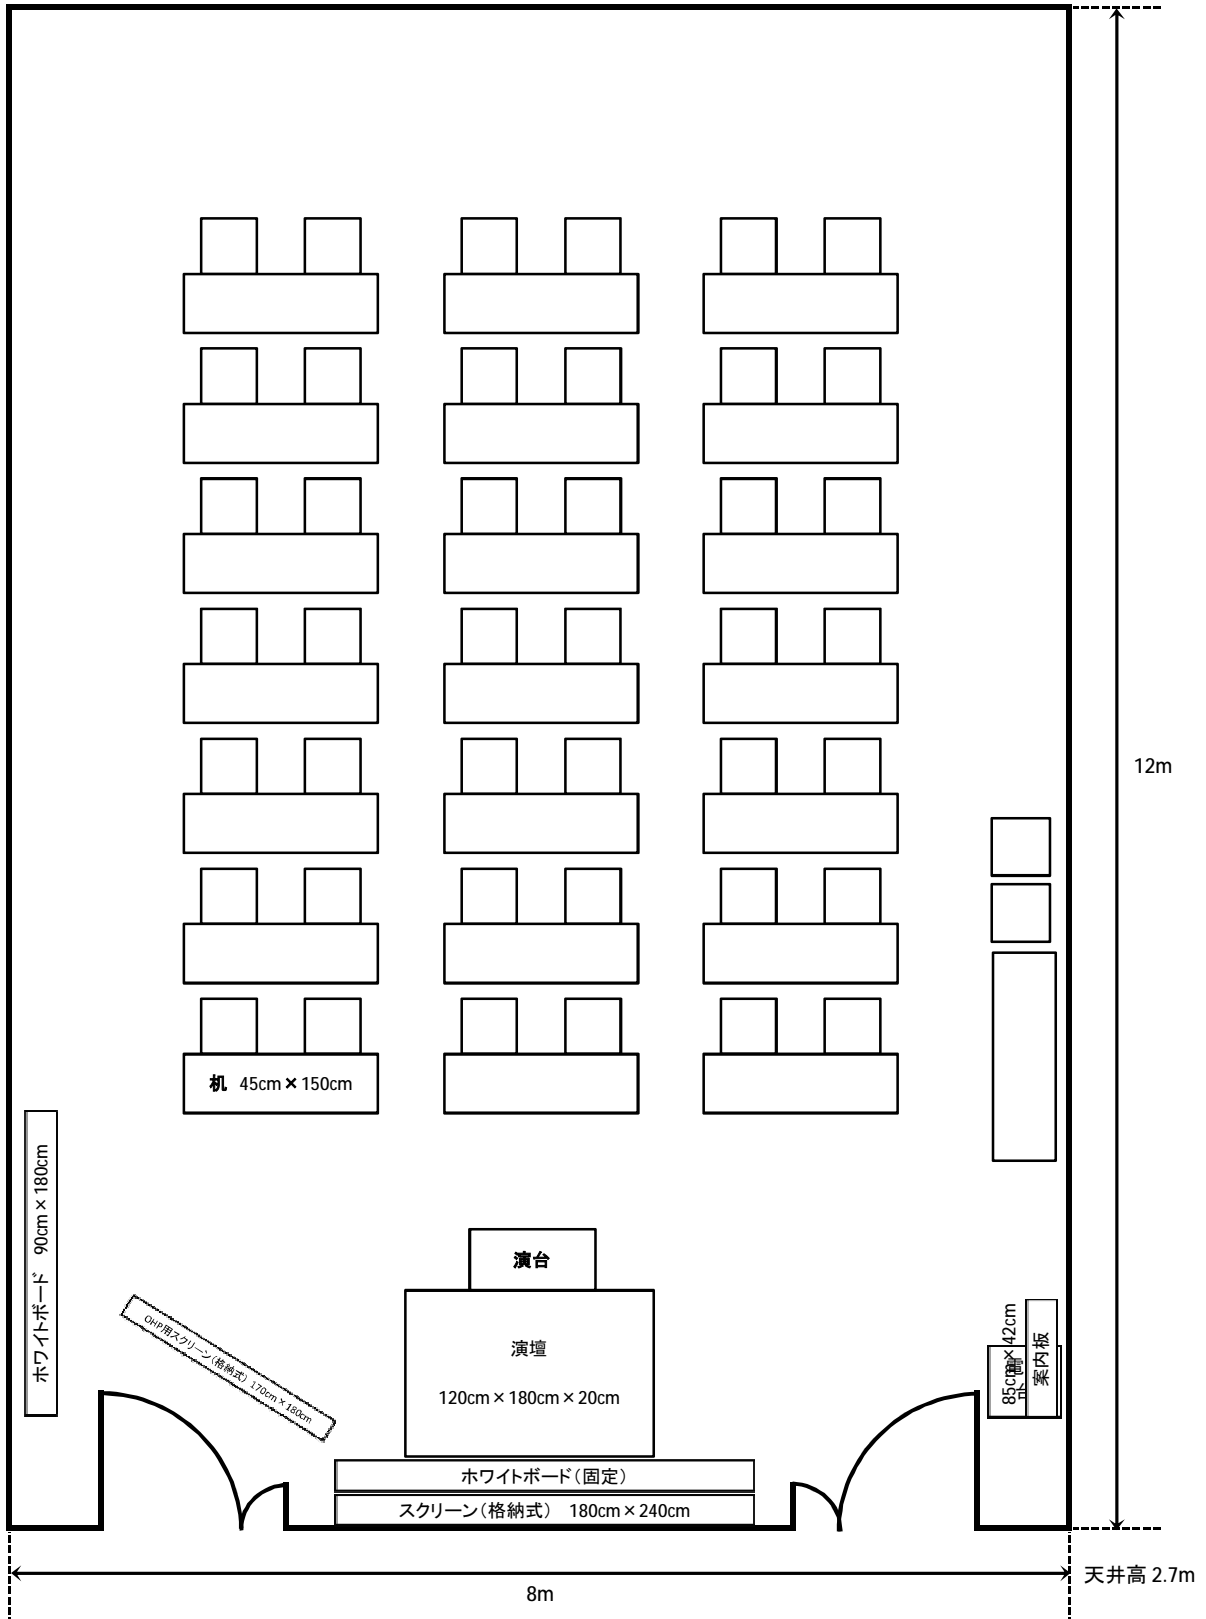 12m
机 45cm×150cm
ホワイトボード 90cm×180cm
演台
OHP用スクリーン(格納式) 170cm×180cm
演壇
120cm×180cm×20cm
85cm×42cm
案内板
ホワイトボード(固定)
スクリーン(格納式) 180cm×240cm
8m
天井高 2.7m